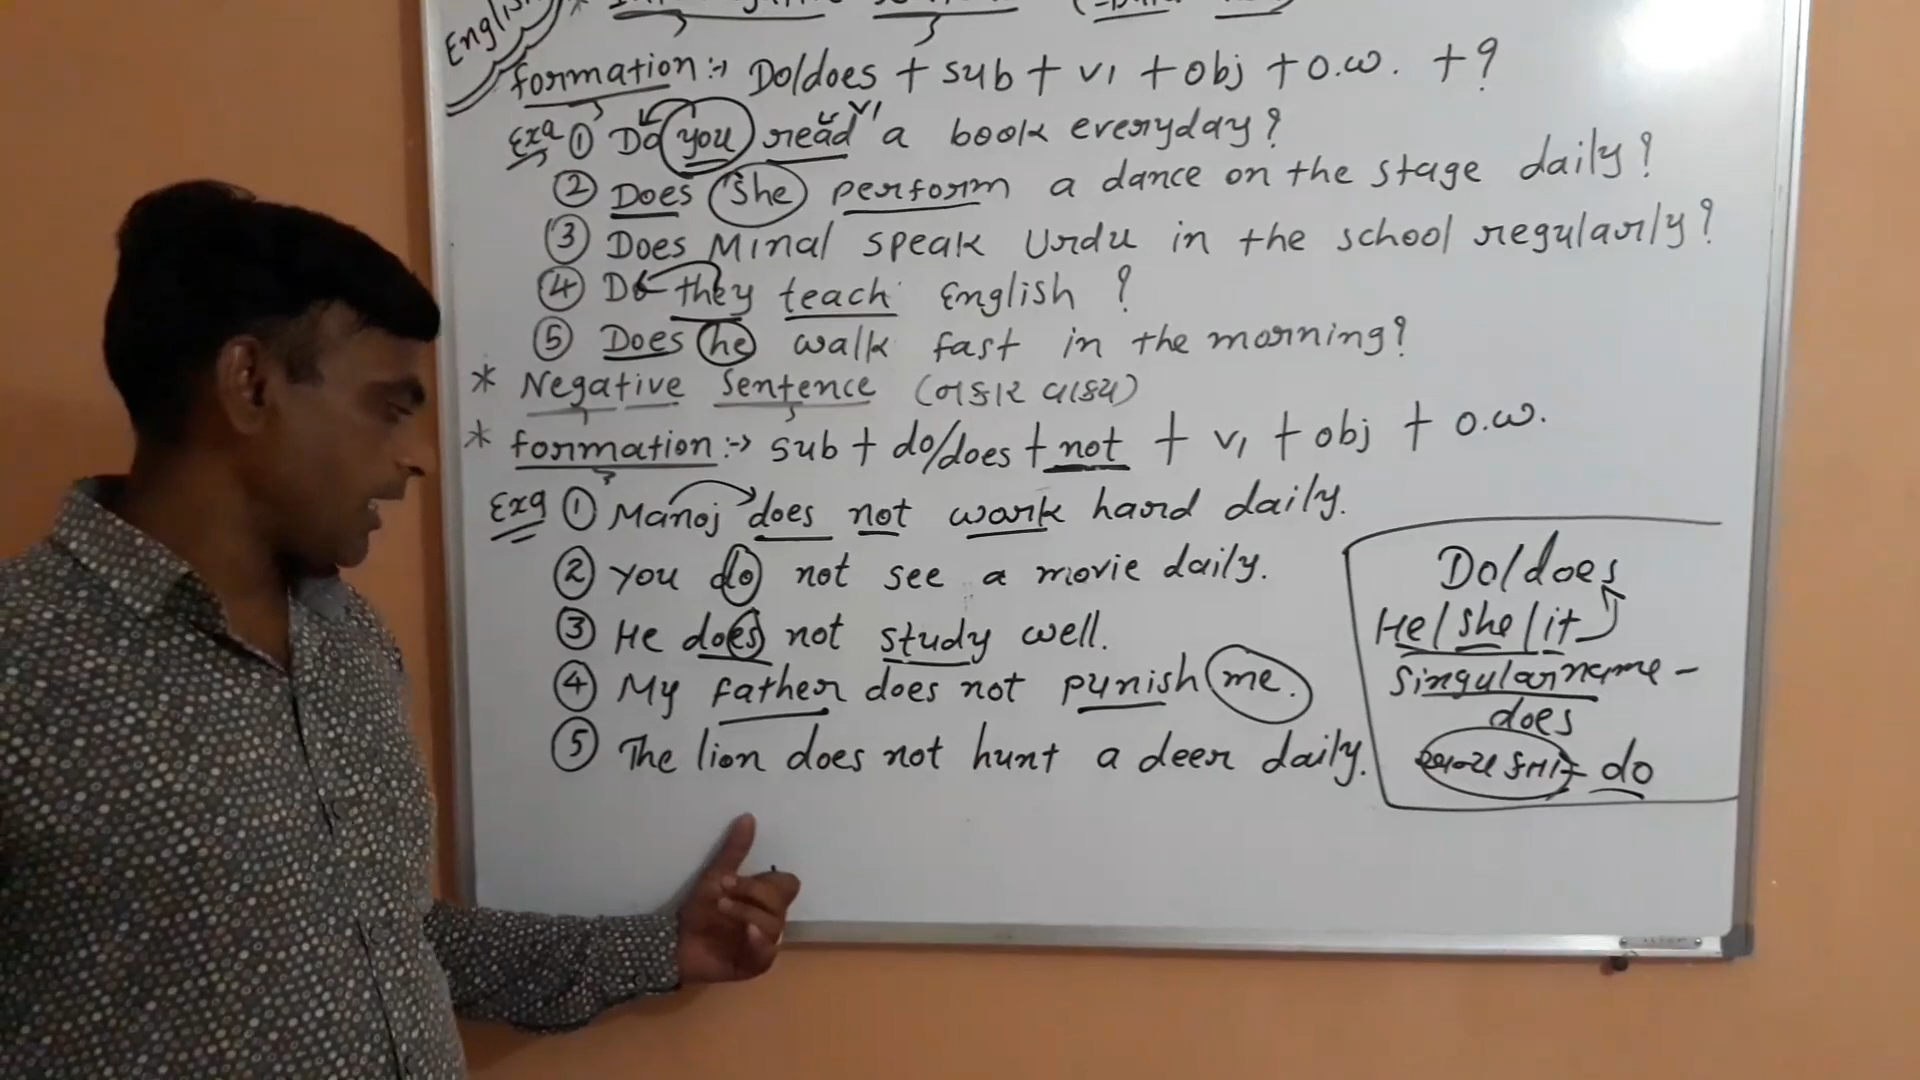 English
formation :→ Do/does + sub + v1 + obj + o.w. + ?
Exa ① Do you read v1 a book everyday?
② Does she perform a dance on the stage daily?
③ Does Minal speak Urdu in the school regularly?
④ Do they teach English ?
⑤ Does he walk fast in the morning?
* Negative Sentence (નકાર વાક્ય)
* formation :→ sub + do/does + not + v1 + obj + o.w.
Exa ① Manoj does not work hard daily.
② You do not see a movie daily.
③ He does not study well.
④ My father does not punish me.
⑤ The lion does not hunt a deer daily.
Do/does
He/she/it
Singular name -
does
do